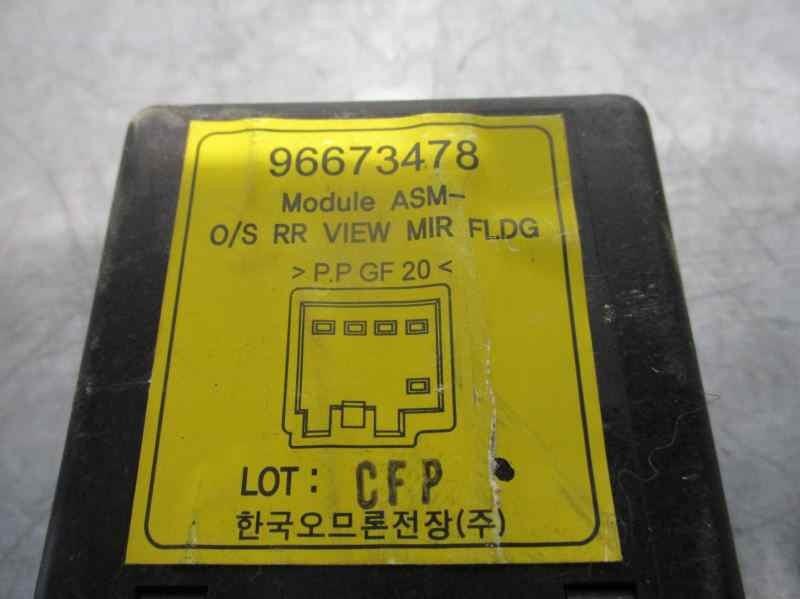 96673478
Module ASM-
O/S RR VIEW MIR FLDG
> P.P GF 20 <
LOT : CFP
한국오므론전장(주)